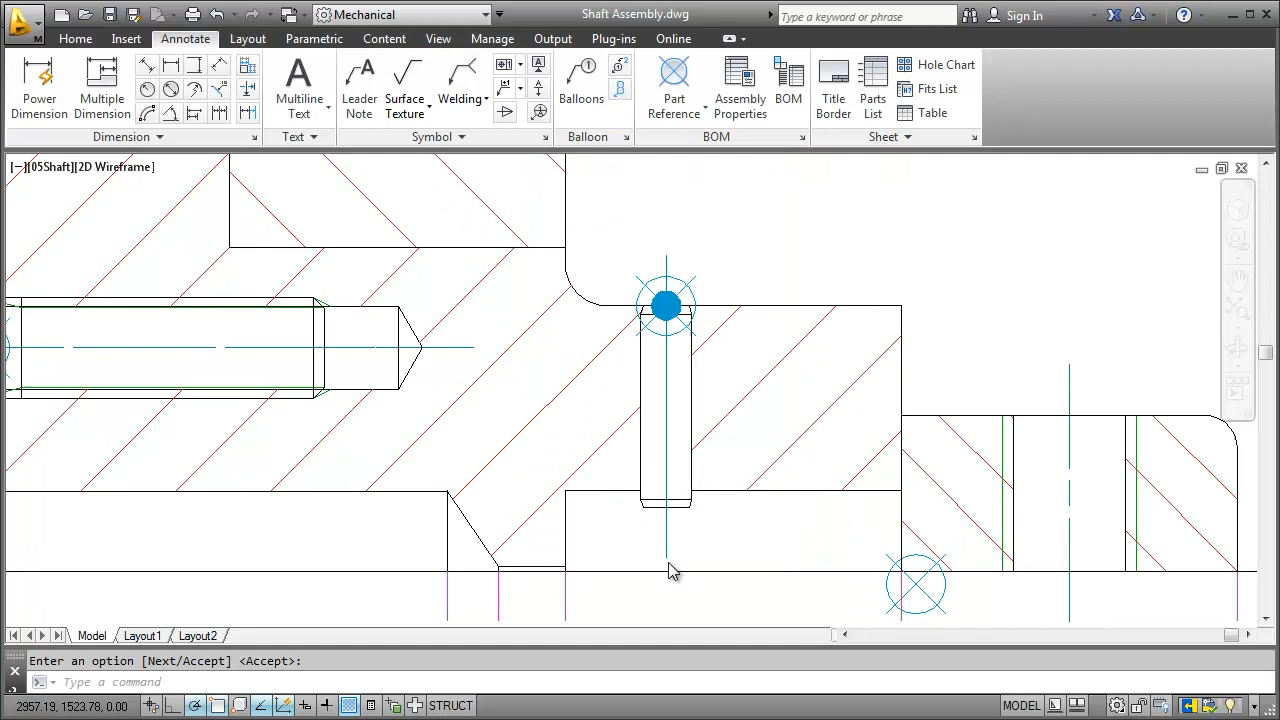 Mechanical
Shaft Assembly.dwg
Type a keyword or phrase
Sign In
Home Insert Annotate Layout Parametric Content View Manage Output Plug-ins Online
Power Dimension
Multiple Dimension
Multiline Text
Leader Note
Surface Texture
Welding
Balloons
Part Reference
Assembly Properties
BOM
Title Border
Parts List
Hole Chart
Fits List
Table
Dimension Text Symbol Balloon BOM Sheet
[−][05Shaft][2D Wireframe]
Model Layout1 Layout2
Enter an option [Next/Accept] <Accept>:
Type a command
2957.19, 1523.78, 0.00 STRUCT MODEL